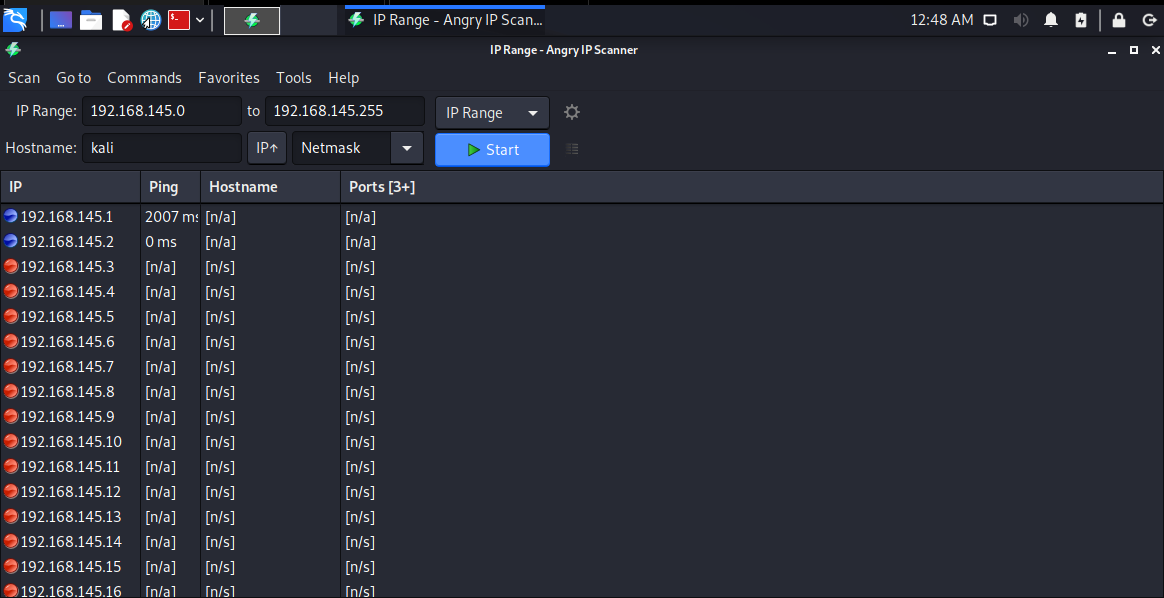 IP Range - Angry IP Scan... 12:48 AM
IP Range - Angry IP Scanner
Scan Go to Commands Favorites Tools Help
IP Range: 192.168.145.0 to 192.168.145.255 IP Range
Hostname: kali IP↑ Netmask Start
IP Ping Hostname Ports [3+]
192.168.145.1 2007 ms [n/a] [n/a]
192.168.145.2 0 ms [n/a] [n/a]
192.168.145.3 [n/a] [n/s] [n/s]
192.168.145.4 [n/a] [n/s] [n/s]
192.168.145.5 [n/a] [n/s] [n/s]
192.168.145.6 [n/a] [n/s] [n/s]
192.168.145.7 [n/a] [n/s] [n/s]
192.168.145.8 [n/a] [n/s] [n/s]
192.168.145.9 [n/a] [n/s] [n/s]
192.168.145.10 [n/a] [n/s] [n/s]
192.168.145.11 [n/a] [n/s] [n/s]
192.168.145.12 [n/a] [n/s] [n/s]
192.168.145.13 [n/a] [n/s] [n/s]
192.168.145.14 [n/a] [n/s] [n/s]
192.168.145.15 [n/a] [n/s] [n/s]
192.168.145.16 [n/a] [n/s] [n/s]